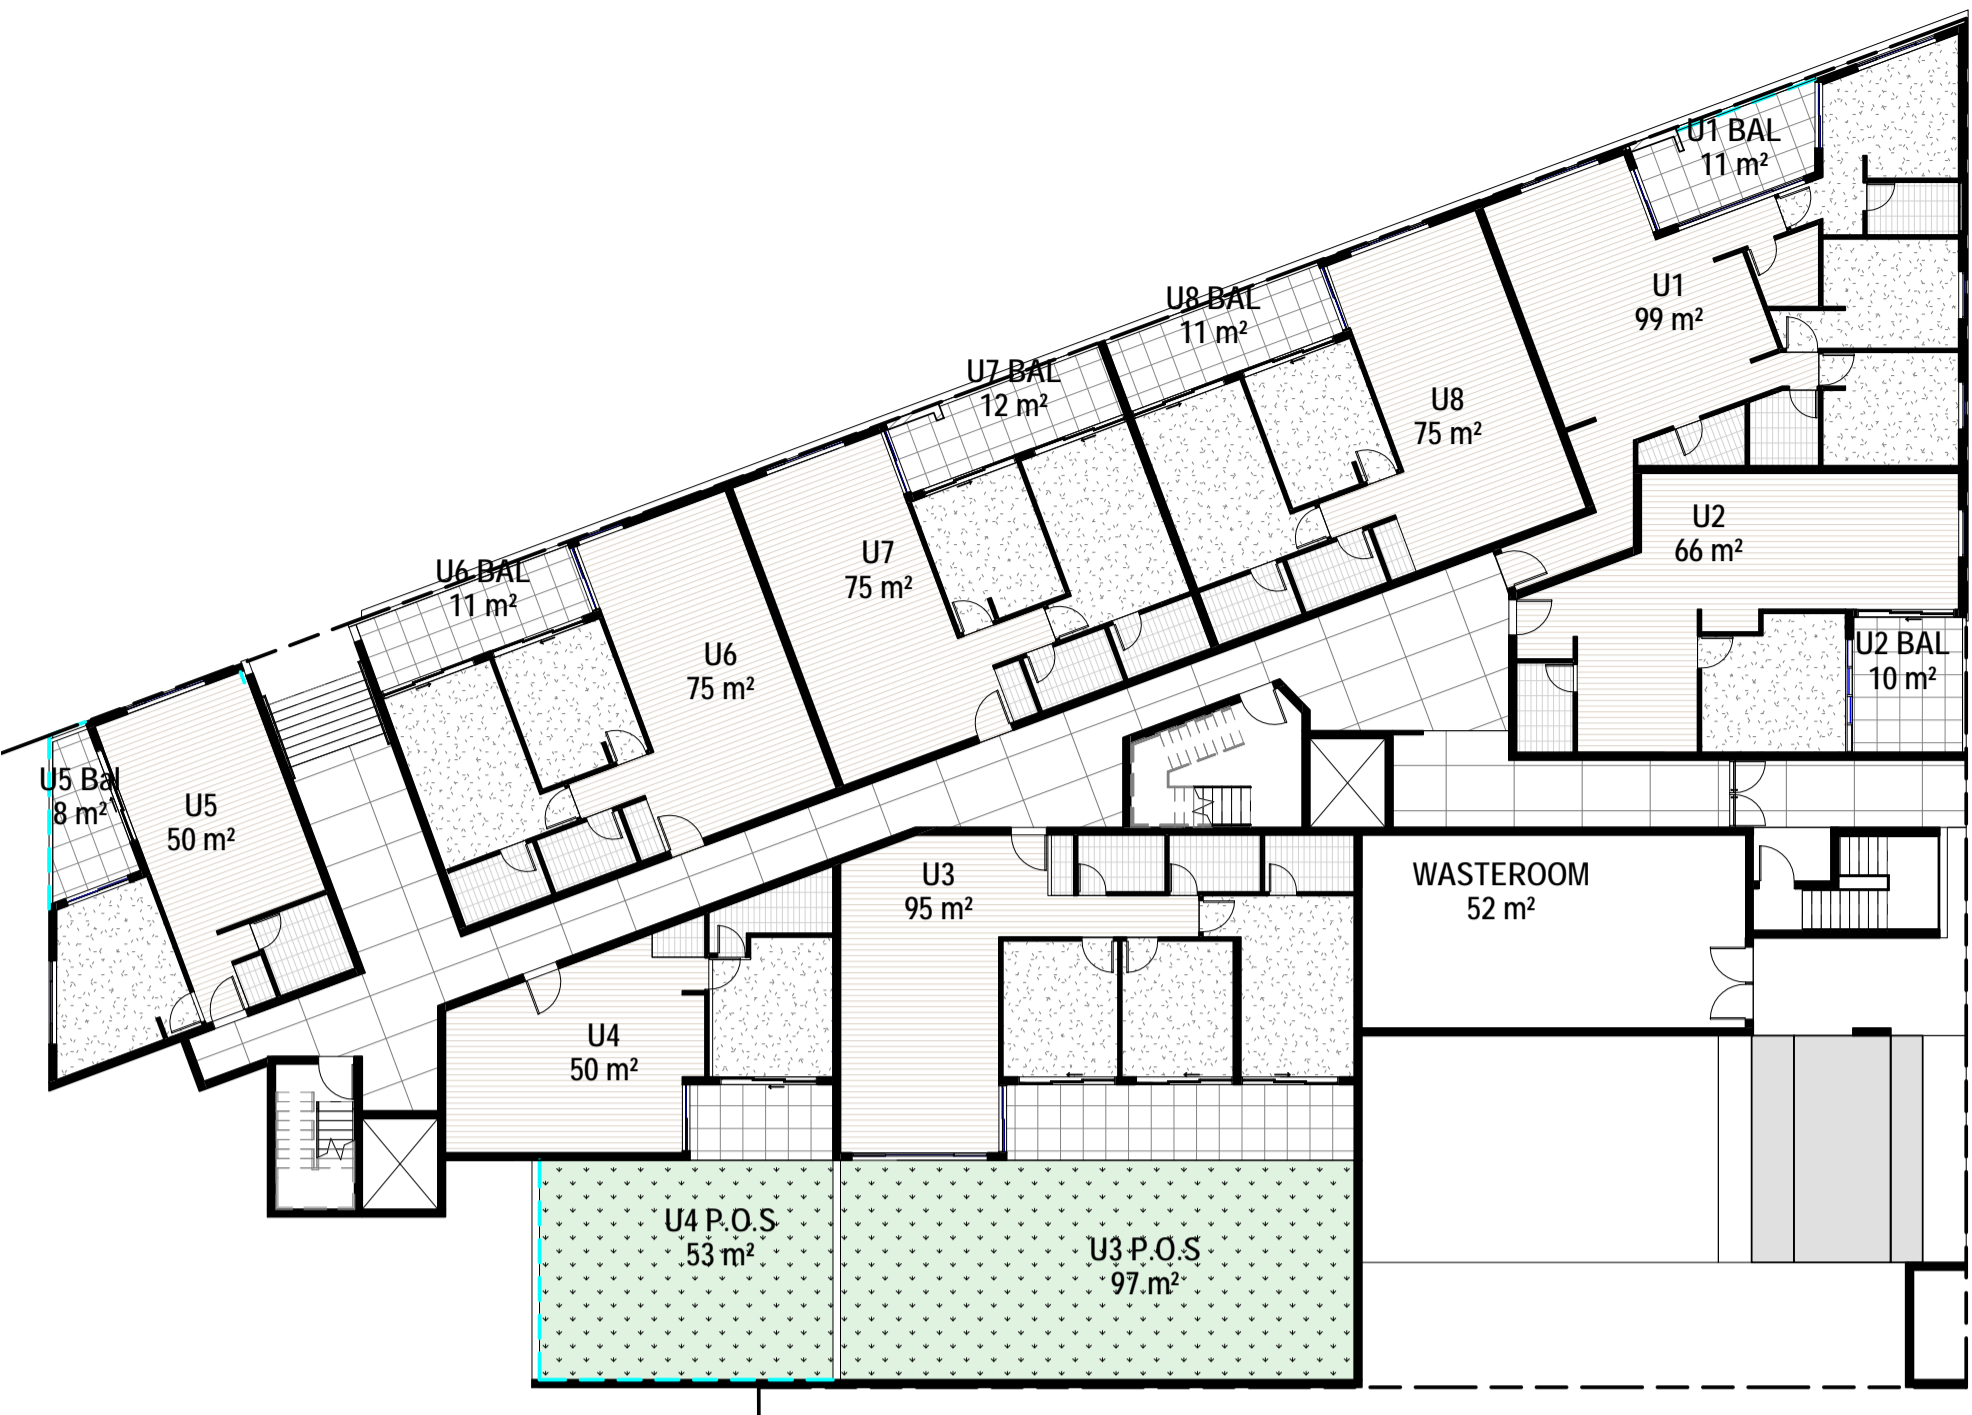 U1 BAL
11 m²
U1
99 m²
U8 BAL
11 m²
U7 BAL
12 m²
U8
75 m²
U2
66 m²
U7
75 m²
U6 BAL
11 m²
U6
75 m²
U2 BAL
10 m²
U5 Bal
8 m²
U5
50 m²
U3
95 m²
WASTEROOM
52 m²
U4
50 m²
U4 P.O.S
53 m²
U3 P.O.S
97 m²